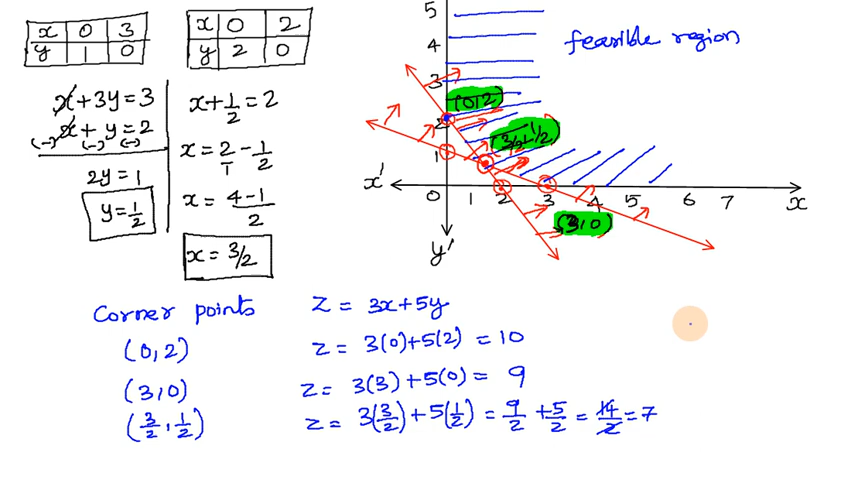 x 0 3
y 1 0
x 0 2
y 2 0
x+3y=3
(-) x+ y=2
(-) (-)
2y=1
y=1/2
x+1/2=2
x=2/1-1/2
x=4-1/2
x=3/2
5
4
3
2
1
feasible region
(0,2)
(3/2,1/2)
x' 0 1 2 3 4 5 6 7 x
(3,0)
y'
Corner points Z = 3x+5y
(0,2) Z = 3(0)+5(2) = 10
(3,0) Z = 3(3)+5(0) = 9
(3/2,1/2) Z = 3(3/2)+5(1/2) = 9/2+5/2 = 14/2 = 7